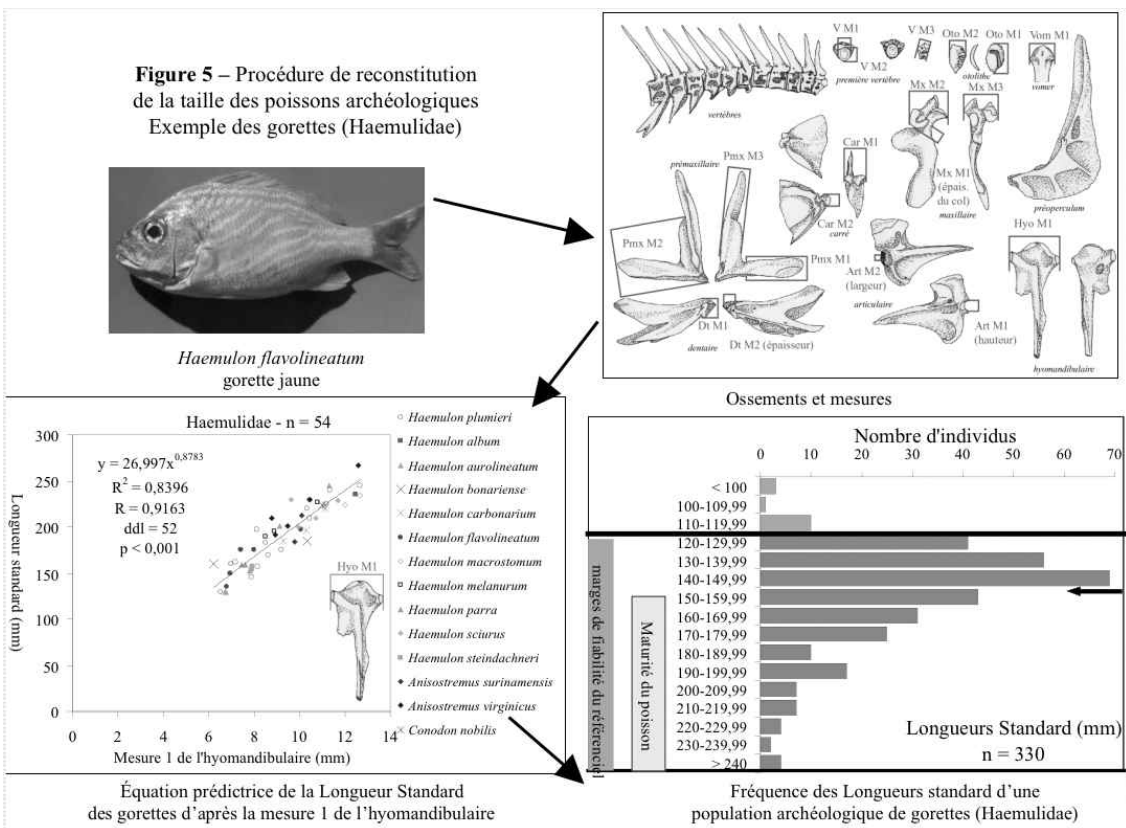 Figure 5 – Procédure de reconstitution
de la taille des poissons archéologiques
Exemple des gorettes (Haemulidae)
Haemulon flavolineatum
gorette jaune
V M1
V M2
première vertèbre
V M3
Oto M2
Oto M1
otolithe
Vom M1
vomer
vertèbres
Mx M2
Mx M3
Mx M1
(épais.
du col)
maxillaire
préoperculum
prémaxillaire
Pmx M3
Pmx M2
Pmx M1
Car M1
Car M2
carré
Art M2
(largeur)
articulaire
Art M1
(hauteur)
Hyo M1
hyomandibulaire
Dt M1
dentaire
Dt M2 (épaisseur)
Ossements et mesures
Haemulidae - n = 54
y = 26,997x^0,8783
R² = 0,8396
R = 0,9163
ddl = 52
p < 0,001
Longueur standard (mm)
300
250
200
150
100
50
0
0 2 4 6 8 10 12 14
Mesure 1 de l'hyomandibulaire (mm)
Hyo M1
Haemulon plumieri
Haemulon album
Haemulon aurolineatum
Haemulon bonariense
Haemulon carbonarium
Haemulon flavolineatum
Haemulon macrostomum
Haemulon melanurum
Haemulon parra
Haemulon sciurus
Haemulon steindachneri
Anisostremus surinamensis
Anisostremus virginicus
Conodon nobilis
Équation prédictrice de la Longueur Standard
des gorettes d'après la mesure 1 de l'hyomandibulaire
Nombre d'individus
0 10 20 30 40 50 60 70
< 100
100-109,99
110-119,99
120-129,99
130-139,99
140-149,99
150-159,99
160-169,99
170-179,99
180-189,99
190-199,99
200-209,99
210-219,99
220-229,99
230-239,99
> 240
marges de fiabilité du référenciel
Maturité du poisson
Longueurs Standard (mm)
n = 330
Fréquence des Longueurs standard d'une
population archéologique de gorettes (Haemulidae)